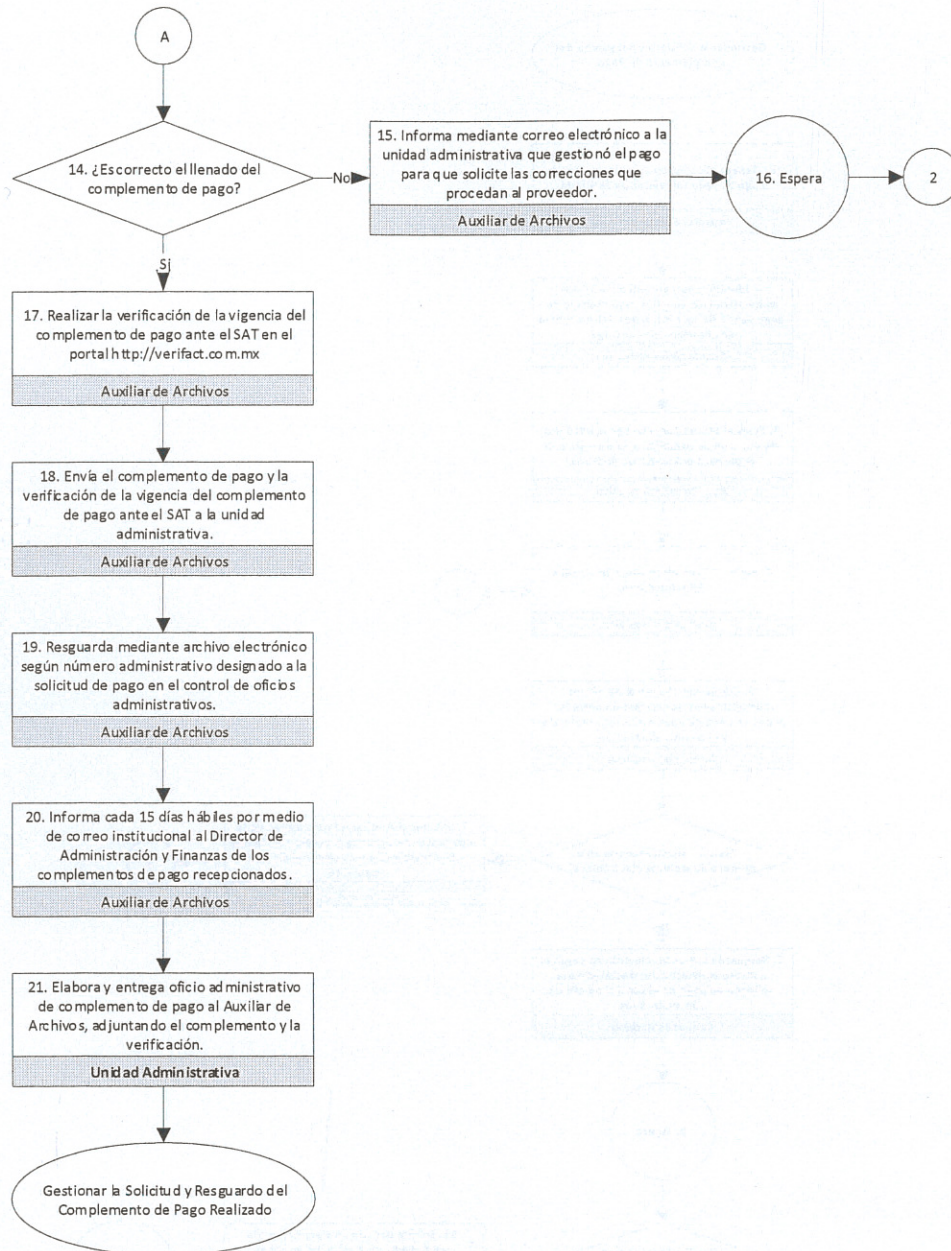 A
14. ¿Es correcto el llenado del
complemento de pago?
No
15. Informa mediante correo electrónico a la
unidad administrativa que gestionó el pago
para que solicite las correcciones que
procedan al proveedor.
Auxiliar de Archivos
16. Espera
2
Si
17. Realizar la verificación de la vigencia del
complemento de pago ante el SAT en el
portal http://verifact.com.mx
Auxiliar de Archivos
18. Envía el complemento de pago y la
verificación de la vigencia del complemento
de pago ante el SAT a la unidad
administrativa.
Auxiliar de Archivos
19. Resguarda mediante archivo electrónico
según número administrativo designado a la
solicitud de pago en el control de oficios
administrativos.
Auxiliar de Archivos
20. Informa cada 15 días hábiles por medio
de correo institucional al Director de
Administración y Finanzas de los
complementos de pago recepcionados.
Auxiliar de Archivos
21. Elabora y entrega oficio administrativo
de complemento de pago al Auxiliar de
Archivos, adjuntando el complemento y la
verificación.
Unidad Administrativa
Gestionar la Solicitud y Resguardo del
Complemento de Pago Realizado